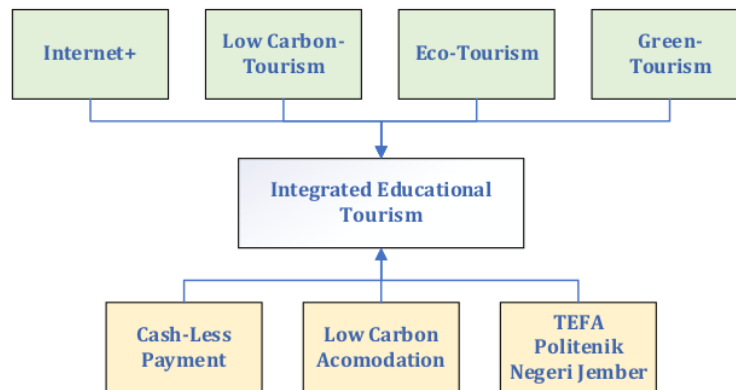 Internet+
Low Carbon-
Tourism
Eco-Tourism
Green-
Tourism
Integrated Educational
Tourism
Cash-Less
Payment
Low Carbon
Acomodation
TEFA
Politenik
Negeri Jember